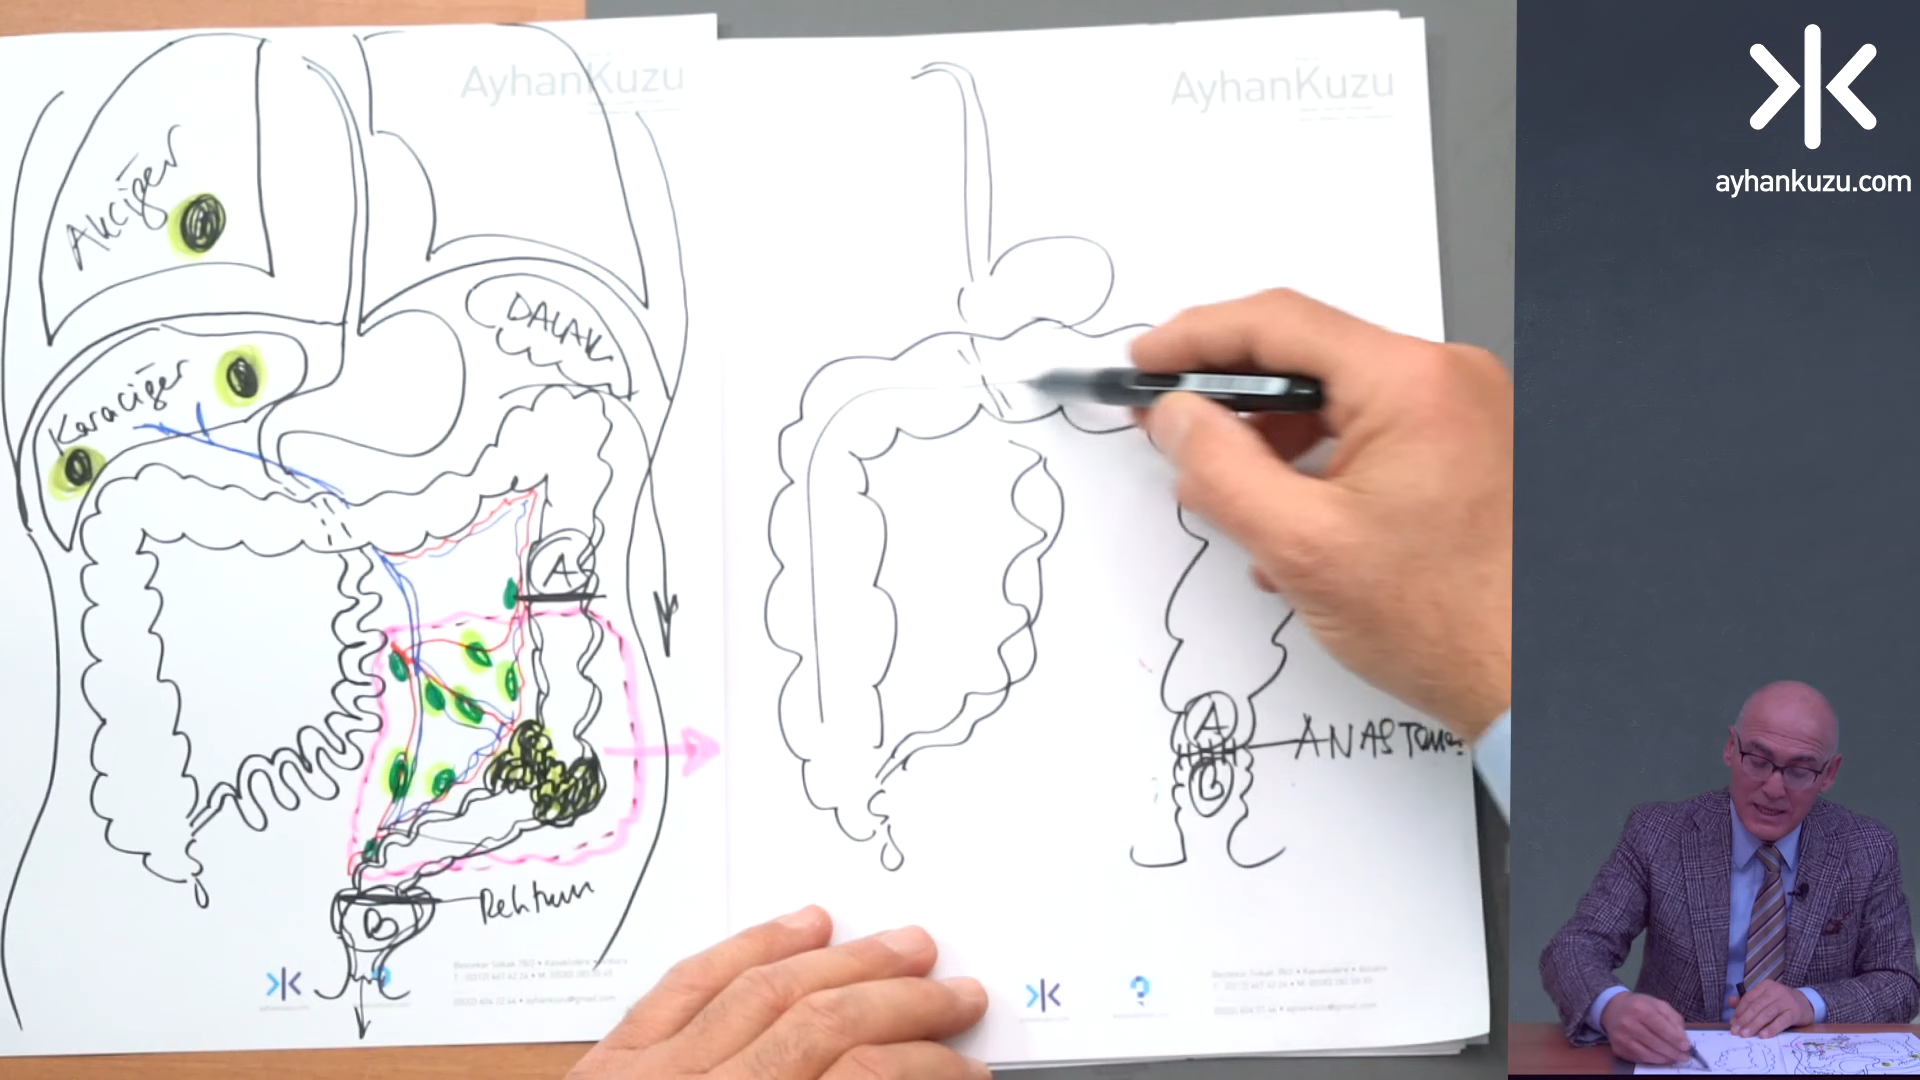 AyhanKuzu
Akciğer
DALAK
Karaciğer
A
B
Rektum
AyhanKuzu
A
B
ANASTOMOZ
ayhankuzu.com